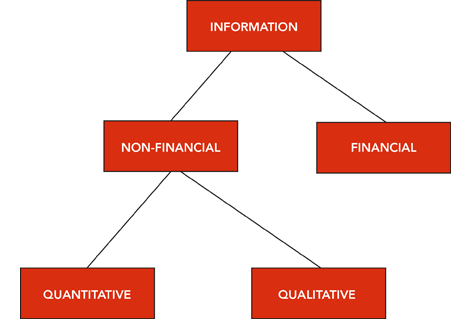 INFORMATION
NON-FINANCIAL
FINANCIAL
QUANTITATIVE
QUALITATIVE